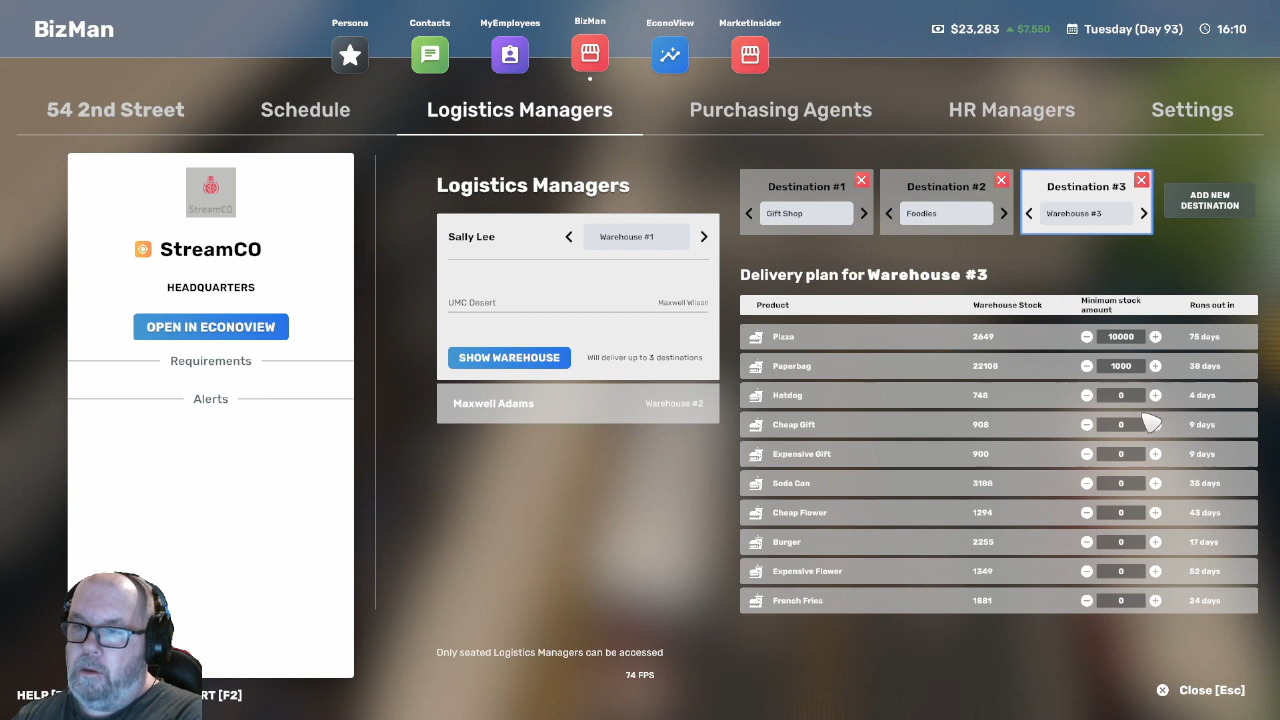 BizMan
Persona
Contacts
MyEmployees
BizMan
EconoView
MarketInsider
$23,283 $7,550 Tuesday (Day 93) 16:10
54 2nd Street Schedule Logistics Managers Purchasing Agents HR Managers Settings
StreamCO
StreamCO
HEADQUARTERS
OPEN IN ECONOVIEW
Requirements
Alerts
Logistics Managers
Sally Lee Warehouse #1
UMC Desert Maxwell Wilson
SHOW WAREHOUSE Will deliver up to 3 destinations
Maxwell Adams Warehouse #2
Only seated Logistics Managers can be accessed
74 FPS
Destination #1
Gift Shop
Destination #2
Foodies
Destination #3
Warehouse #3
ADD NEW
DESTINATION
Delivery plan for Warehouse #3
Product Warehouse Stock Minimum stock amount Runs out in
Pizza 2649 10000 75 days
Paperbag 22108 1000 38 days
Hotdog 748 0 4 days
Cheap Gift 908 0 9 days
Expensive Gift 900 0 9 days
Soda Can 3188 0 35 days
Cheap Flower 1294 0 43 days
Burger 2255 0 17 days
Expensive Flower 1349 0 52 days
French Fries 1881 0 24 days
HELP [F2]
Close [Esc]